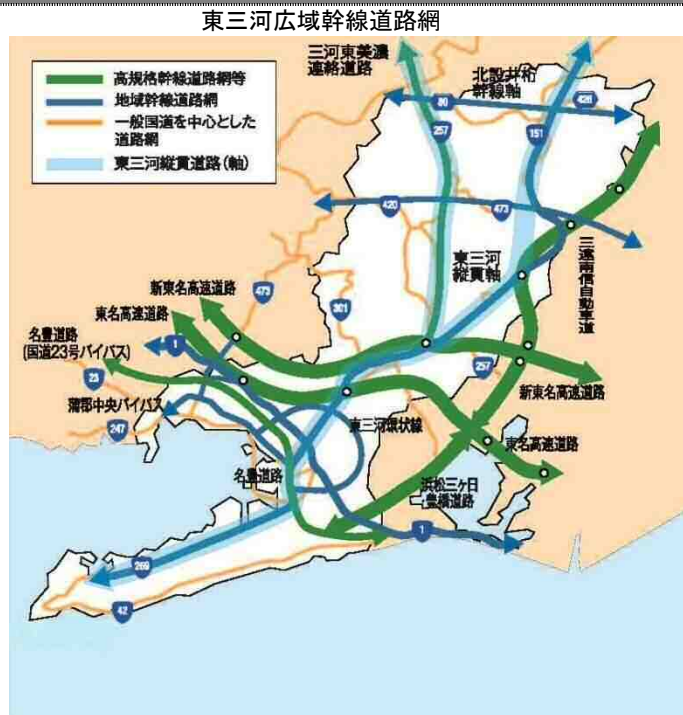 東三河広域幹線道路網
高規格幹線道路網等
地域幹線道路網
一般国道を中心とした
道路網
東三河縦貫道路(軸)
三河東美濃
連絡道路
北設井桁
幹線軸
257
151
420
473
東三河
縦貫軸
三遠南信自動車道
新東名高速道路
473
東名高速道路
301
名豊道路
(国道23号バイパス)
1
23
257
新東名高速道路
蒲郡中央バイパス
247
東三河環状線
東名高速道路
名豊道路
浜松三ヶ日
豊橋道路
1
42